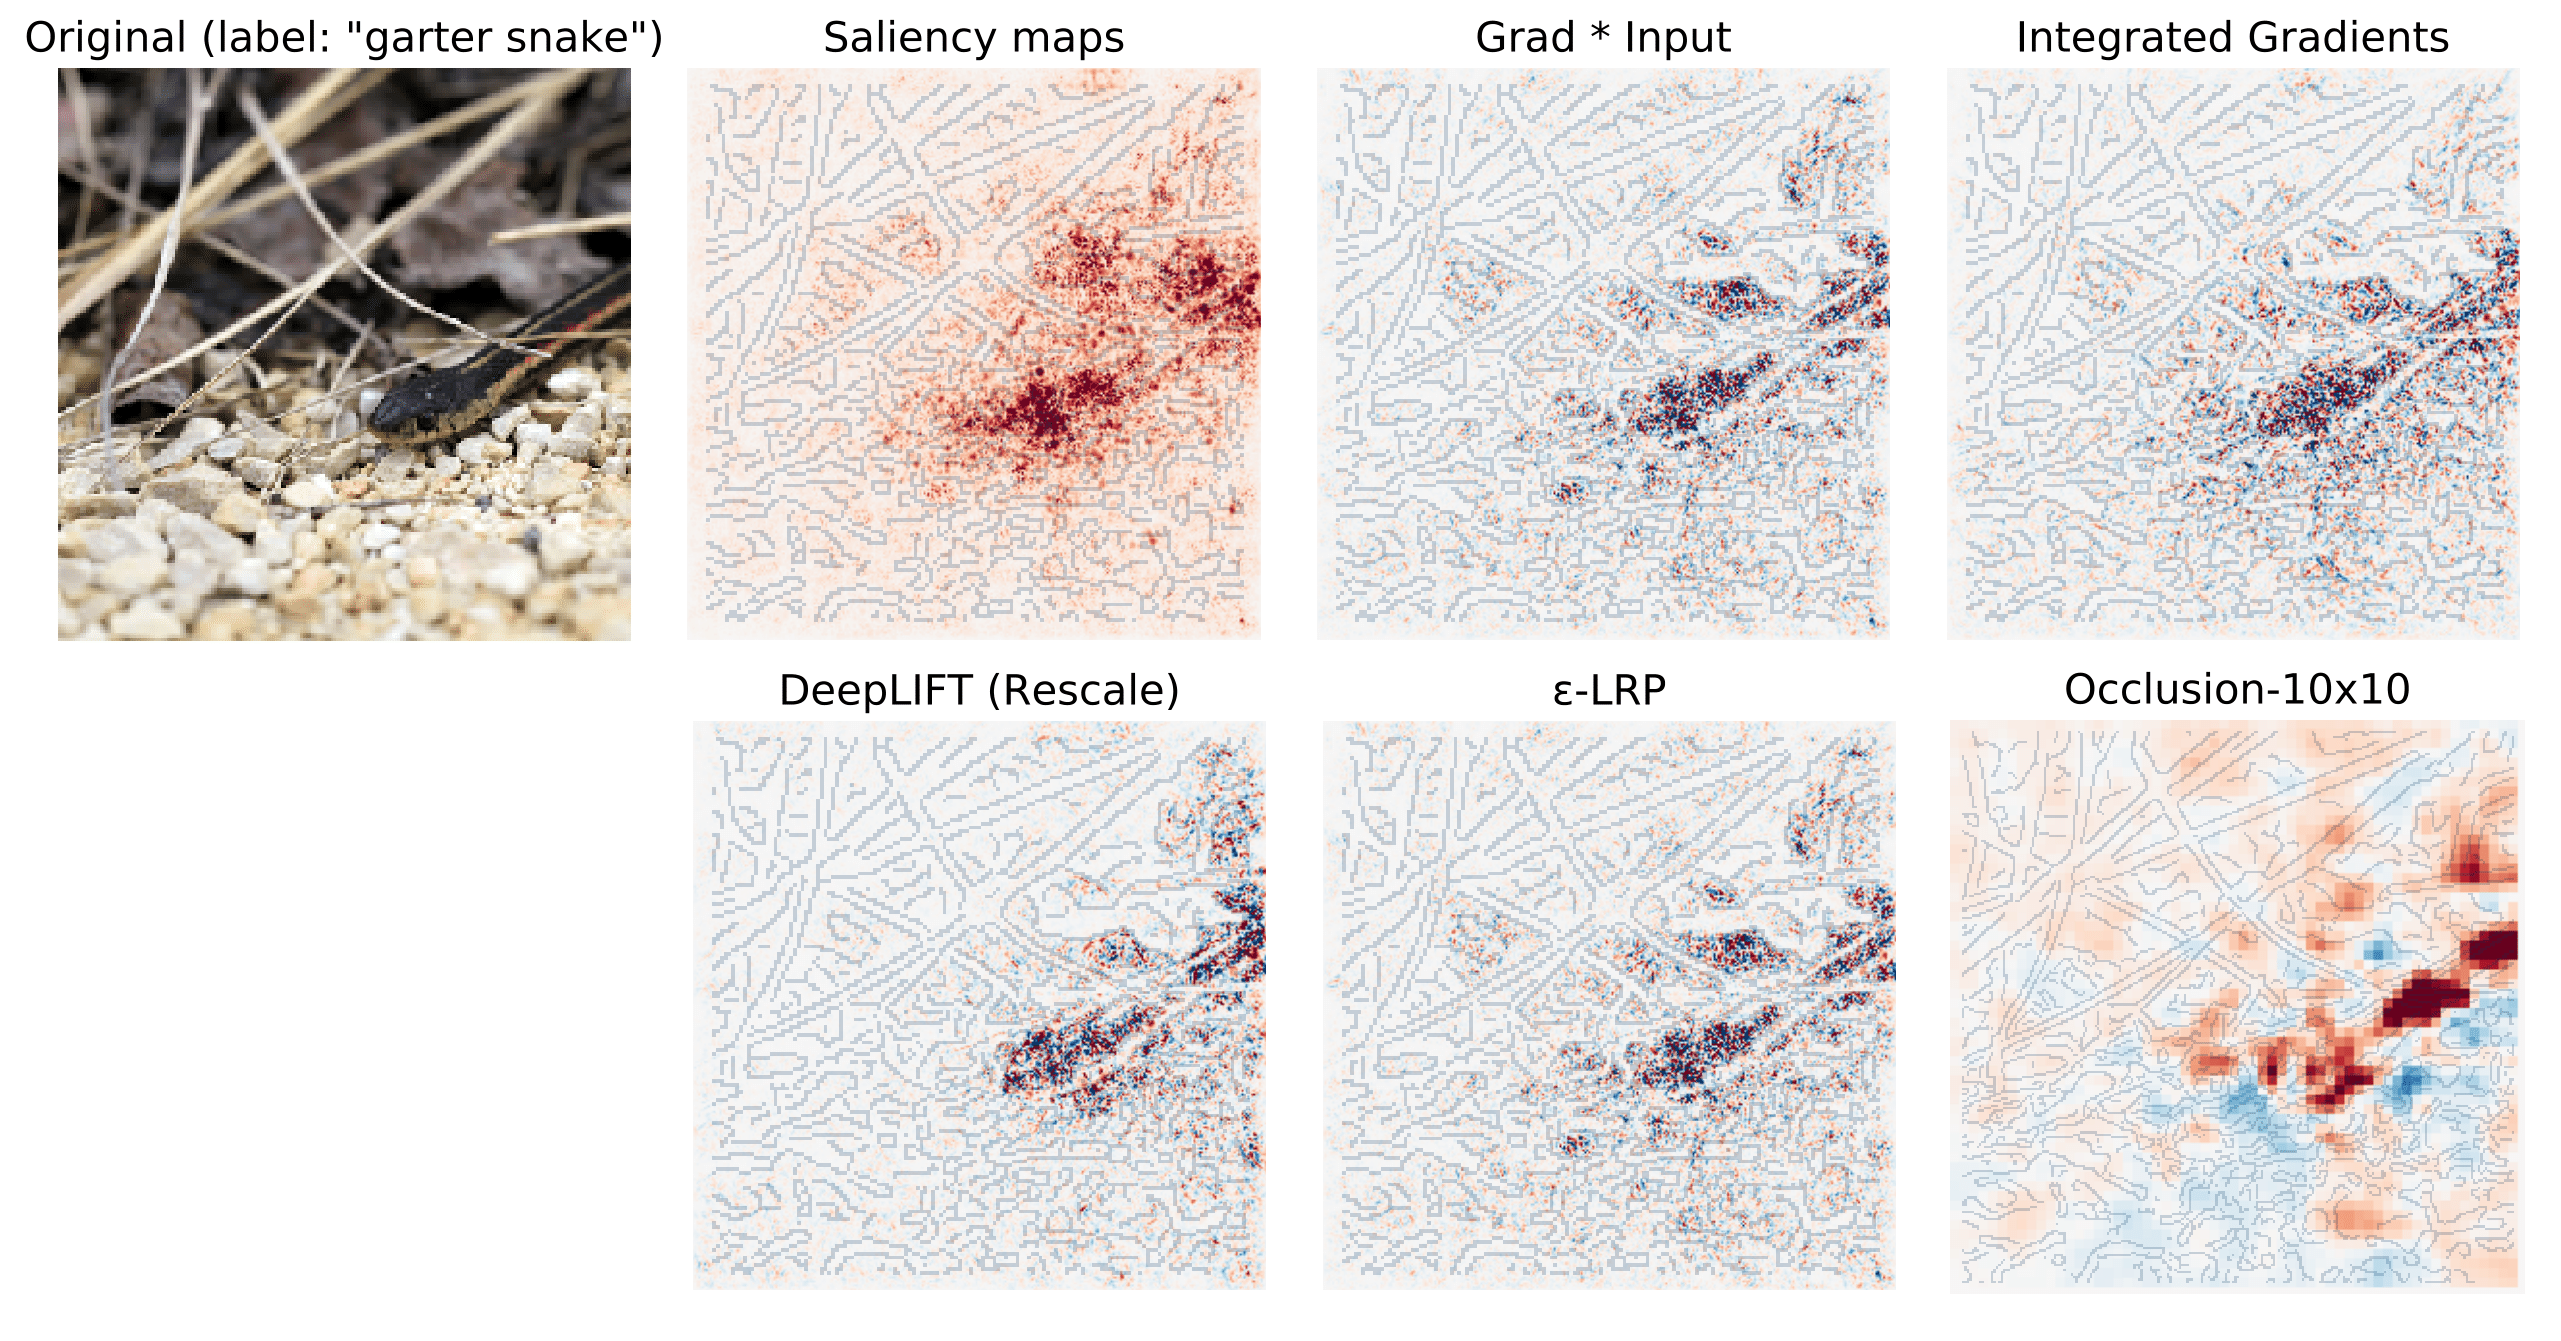 Original (label: "garter snake")
Saliency maps
Grad * Input
Integrated Gradients
DeepLIFT (Rescale)
ε-LRP
Occlusion-10x10